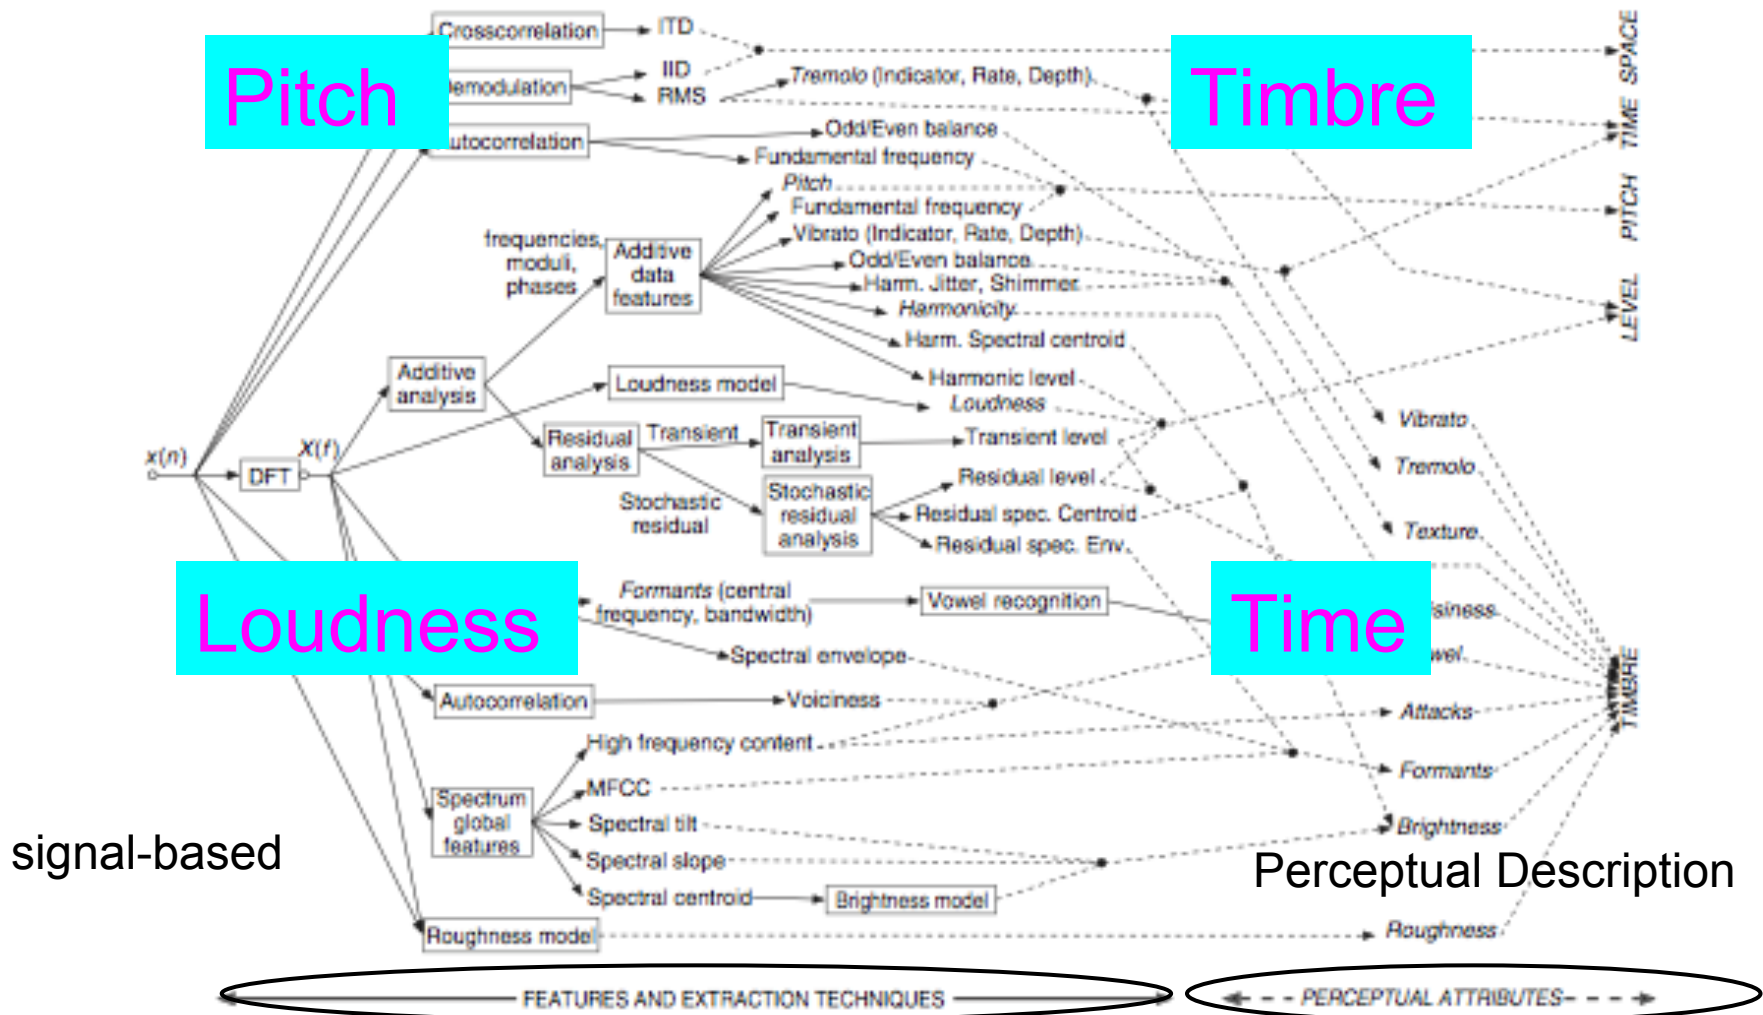 Crosscorrelation
ITD
SPACE
Pitch
Timbre
IID
Tremolo (Indicator, Rate, Depth)
emodulation
RMS
TIME
Odd/Even balance
utocorrelation
Fundamental frequency
Pitch
PITCH
Fundamental frequency
frequencies,
moduli,
phases
Additive
data
features
Vibrato (Indicator, Rate, Depth)
Odd/Even balance
Harm. Jitter, Shimmer
Harmonicity
LEVEL
Harm. Spectral centroid
Additive
analysis
Loudness model
Harmonic level
Loudness
Vibrato
Residual
analysis
Transient
Transient
analysis
Transient level
x(n)
X(f)
DFT
Tremolo
Residual level
Stochastic
residual
Stochastic
residual
analysis
Residual spec. Centroid
Residual spec. Env.
Texture
Loudness
Formants (central
frequency, bandwidth)
Vowel recognition
Time
siness
Spectral envelope
wel
TIMBRE
Autocorrelation
Voiciness
Attacks
High frequency content
Formants
MFCC
Spectrum
global
features
Spectral tilt
Brightness
signal-based
Spectral slope
Perceptual Description
Spectral centroid
Brightness model
Roughness model
Roughness
FEATURES AND EXTRACTION TECHNIQUES
PERCEPTUAL ATTRIBUTES